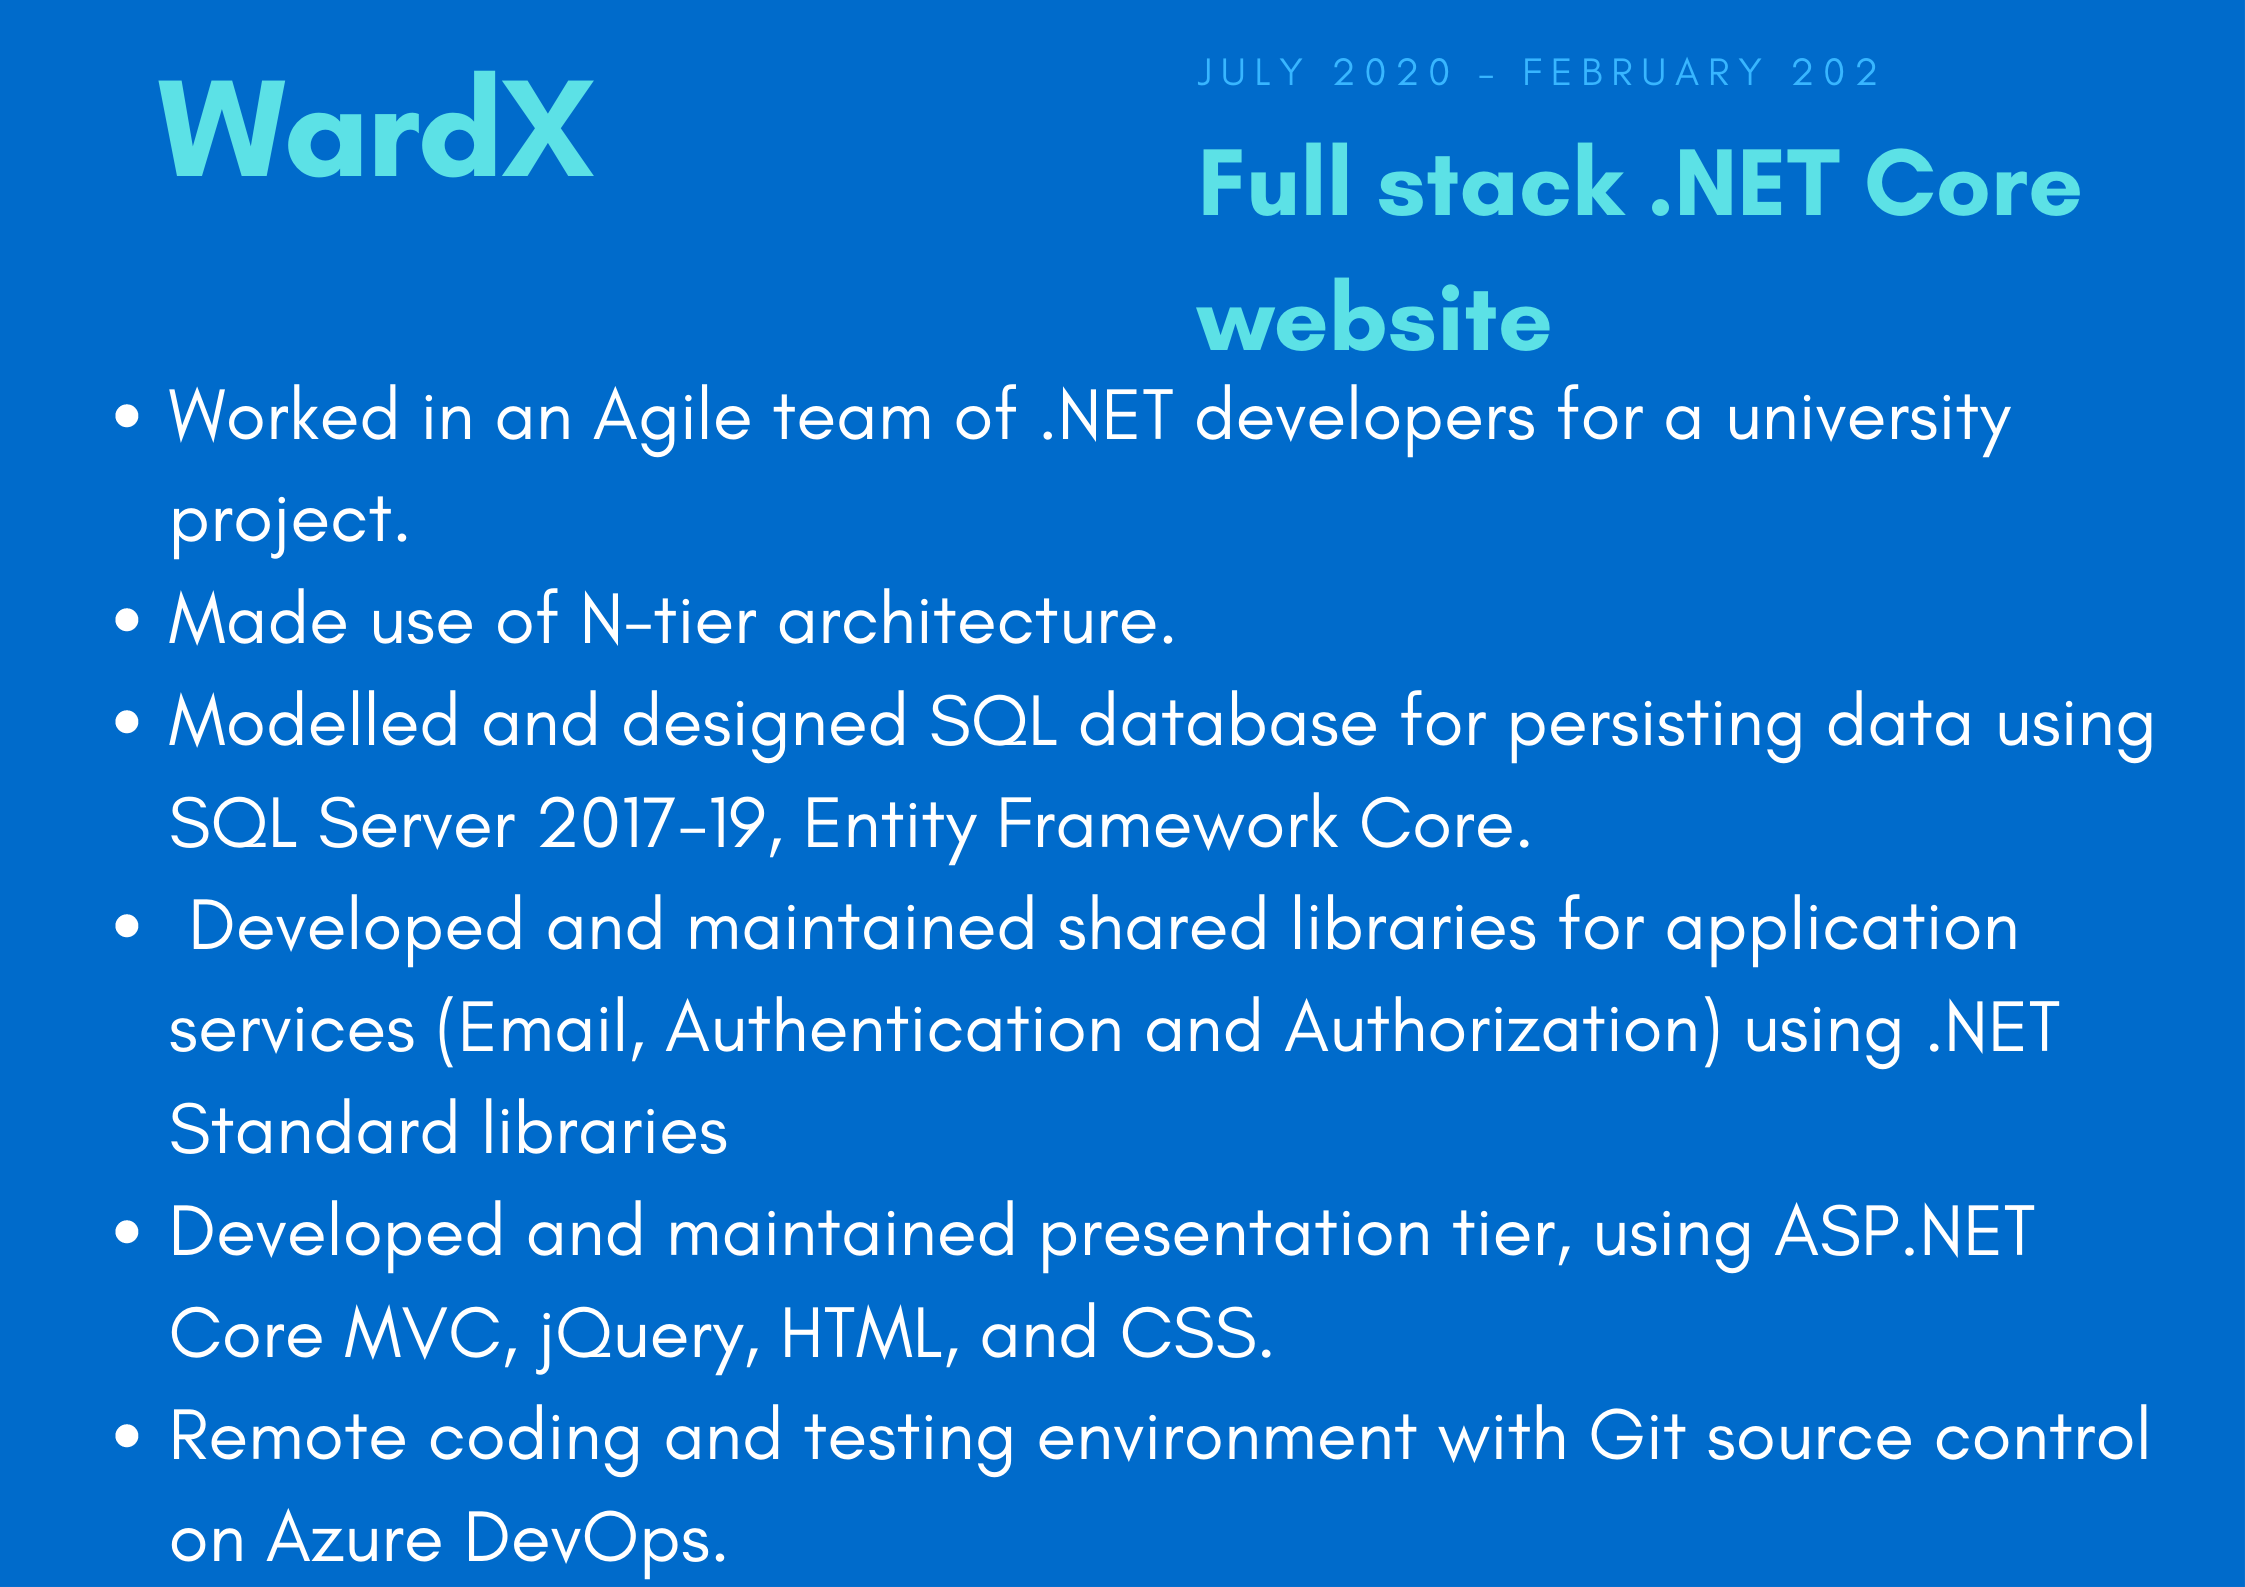 WardX
JULY 2020 - FEBRUARY 202
Full stack .NET Core
website
• Worked in an Agile team of .NET developers for a university
project.
• Made use of N-tier architecture.
• Modelled and designed SQL database for persisting data using
SQL Server 2017-19, Entity Framework Core.
• Developed and maintained shared libraries for application
services (Email, Authentication and Authorization) using .NET
Standard libraries
• Developed and maintained presentation tier, using ASP.NET
Core MVC, jQuery, HTML, and CSS.
• Remote coding and testing environment with Git source control
on Azure DevOps.